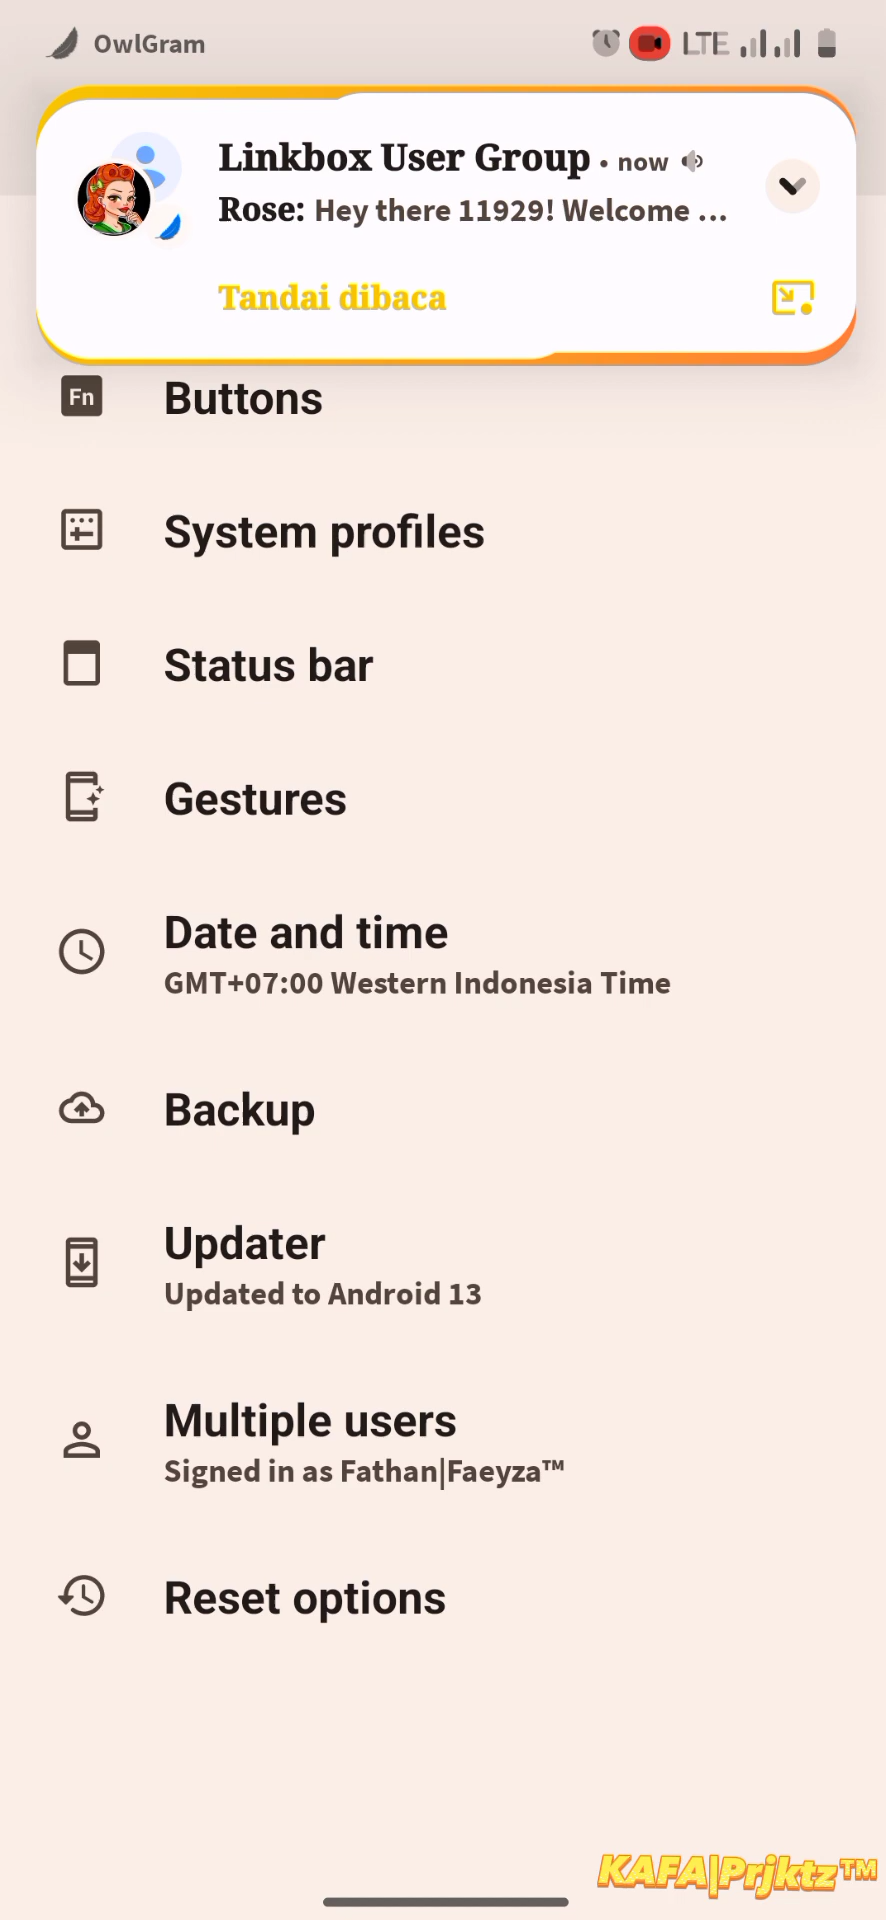 OwlGram
LTE
Linkbox User Group • now
Rose: Hey there 11929! Welcome ...
Tandai dibaca
Fn
Buttons
System profiles
Status bar
Gestures
Date and time
GMT+07:00 Western Indonesia Time
Backup
Updater
Updated to Android 13
Multiple users
Signed in as Fathan|Faeyza™
Reset options
KAFA|Prjktz™